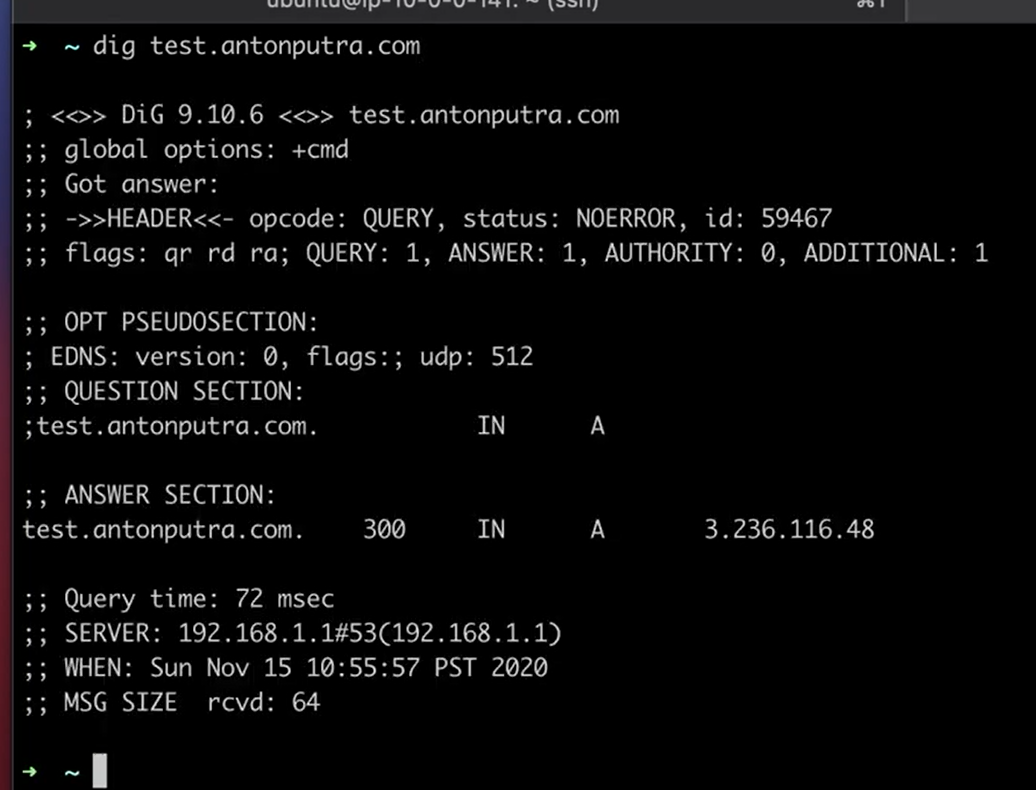 ubuntu@ip-10-0-0-141: ~ (ssh)
⌘1
➜ ~ dig test.antonputra.com
; <<>> DiG 9.10.6 <<>> test.antonputra.com
;; global options: +cmd
;; Got answer:
;; ->>HEADER<<- opcode: QUERY, status: NOERROR, id: 59467
;; flags: qr rd ra; QUERY: 1, ANSWER: 1, AUTHORITY: 0, ADDITIONAL: 1
;; OPT PSEUDOSECTION:
; EDNS: version: 0, flags:; udp: 512
;; QUESTION SECTION:
;test.antonputra.com. IN A
;; ANSWER SECTION:
test.antonputra.com. 300 IN A 3.236.116.48
;; Query time: 72 msec
;; SERVER: 192.168.1.1#53(192.168.1.1)
;; WHEN: Sun Nov 15 10:55:57 PST 2020
;; MSG SIZE rcvd: 64
➜ ~